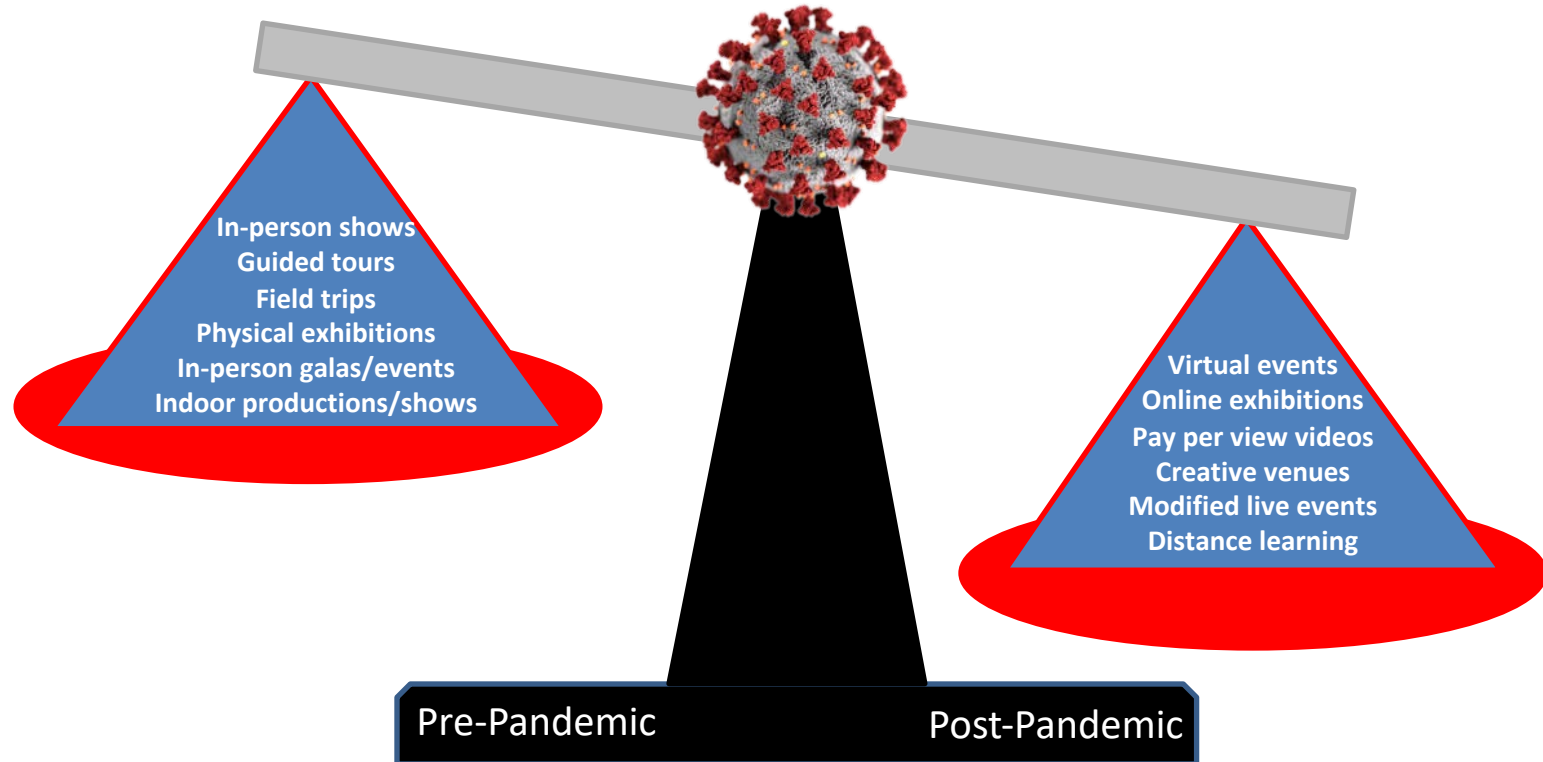 In-person shows
Guided tours
Field trips
Physical exhibitions
In-person galas/events
Indoor productions/shows
Virtual events
Online exhibitions
Pay per view videos
Creative venues
Modified live events
Distance learning
Pre-Pandemic
Post-Pandemic